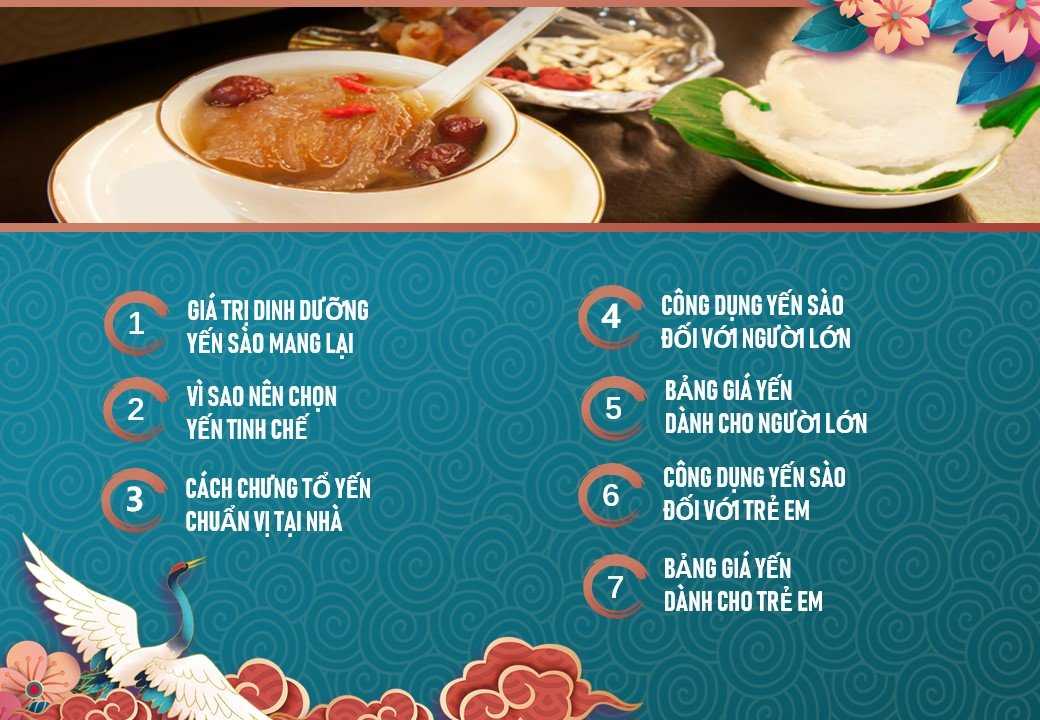 1
GIÁ TRỊ DINH DƯỠNG
YẾN SÀO MANG LẠI
2
VÌ SAO NÊN CHỌN
YẾN TINH CHẾ
3
CÁCH CHƯNG TỔ YẾN
CHUẨN VỊ TẠI NHÀ
4
CÔNG DỤNG YẾN SÀO
ĐỐI VỚI NGƯỜI LỚN
5
BẢNG GIÁ YẾN
DÀNH CHO NGƯỜI LỚN
6
CÔNG DỤNG YẾN SÀO
ĐỐI VỚI TRẺ EM
7
BẢNG GIÁ YẾN
DÀNH CHO TRẺ EM